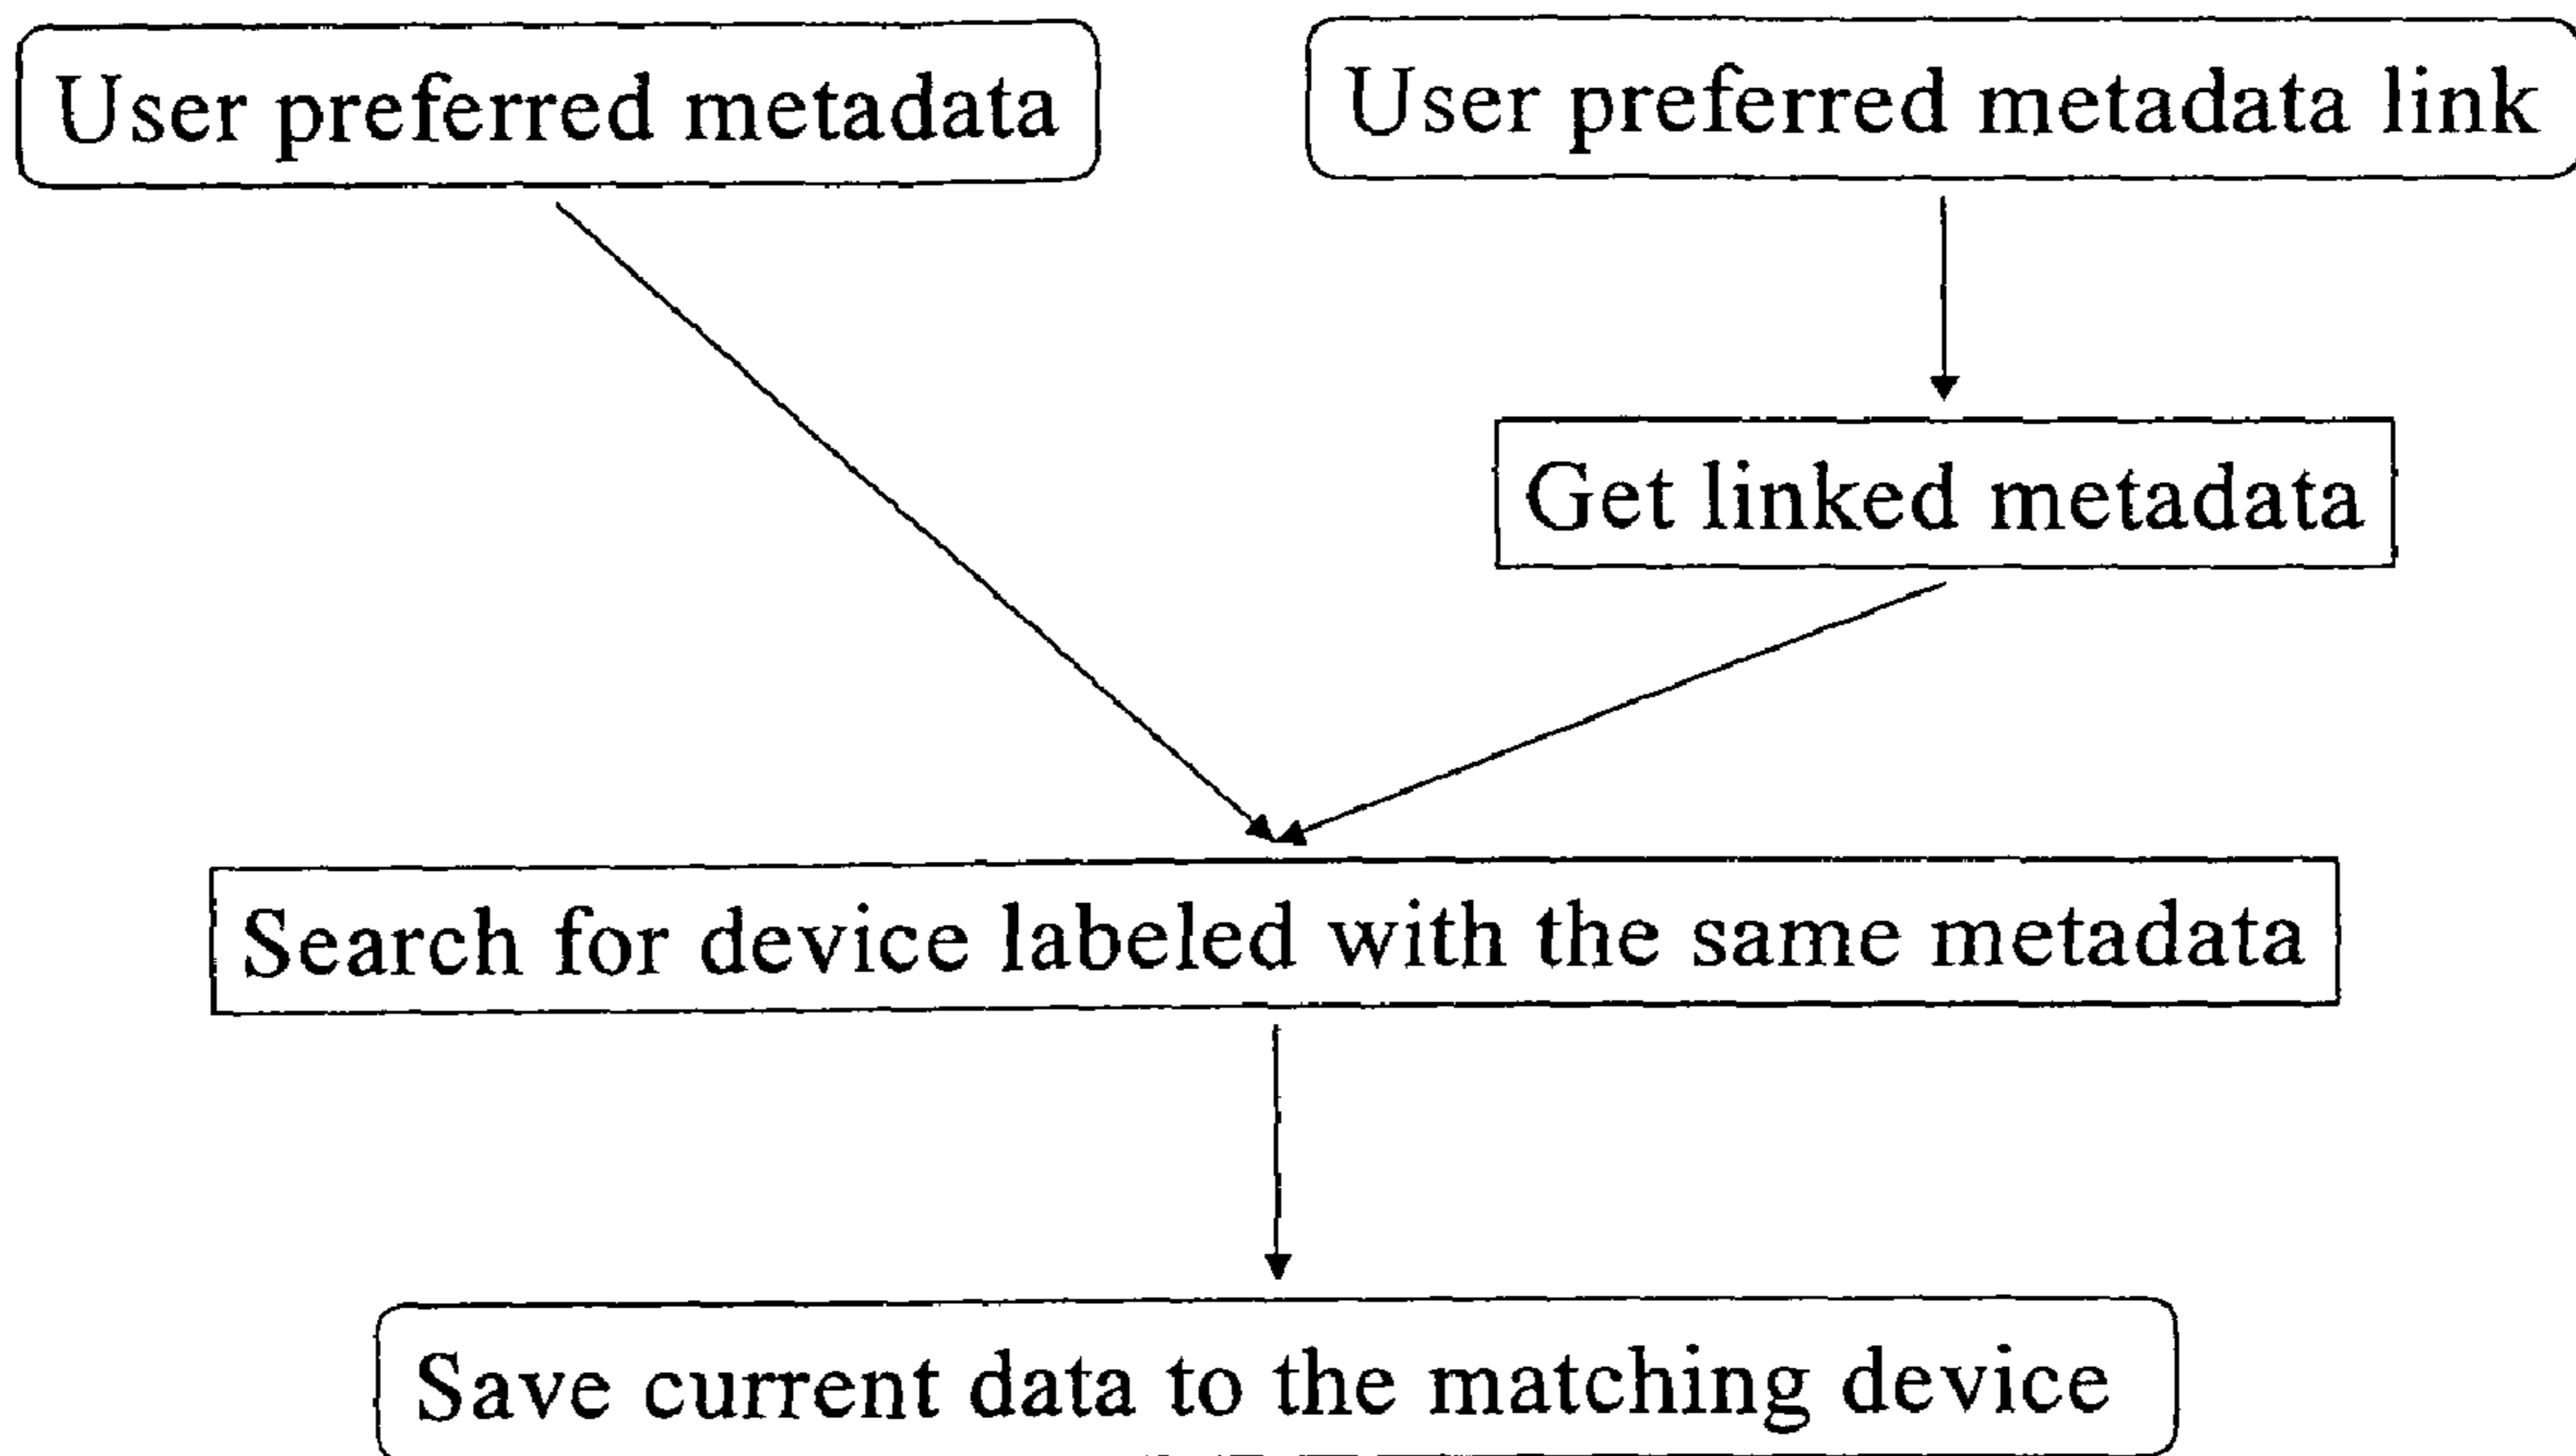 User preferred metadata
User preferred metadata link
Get linked metadata
Search for device labeled with the same metadata
Save current data to the matching device